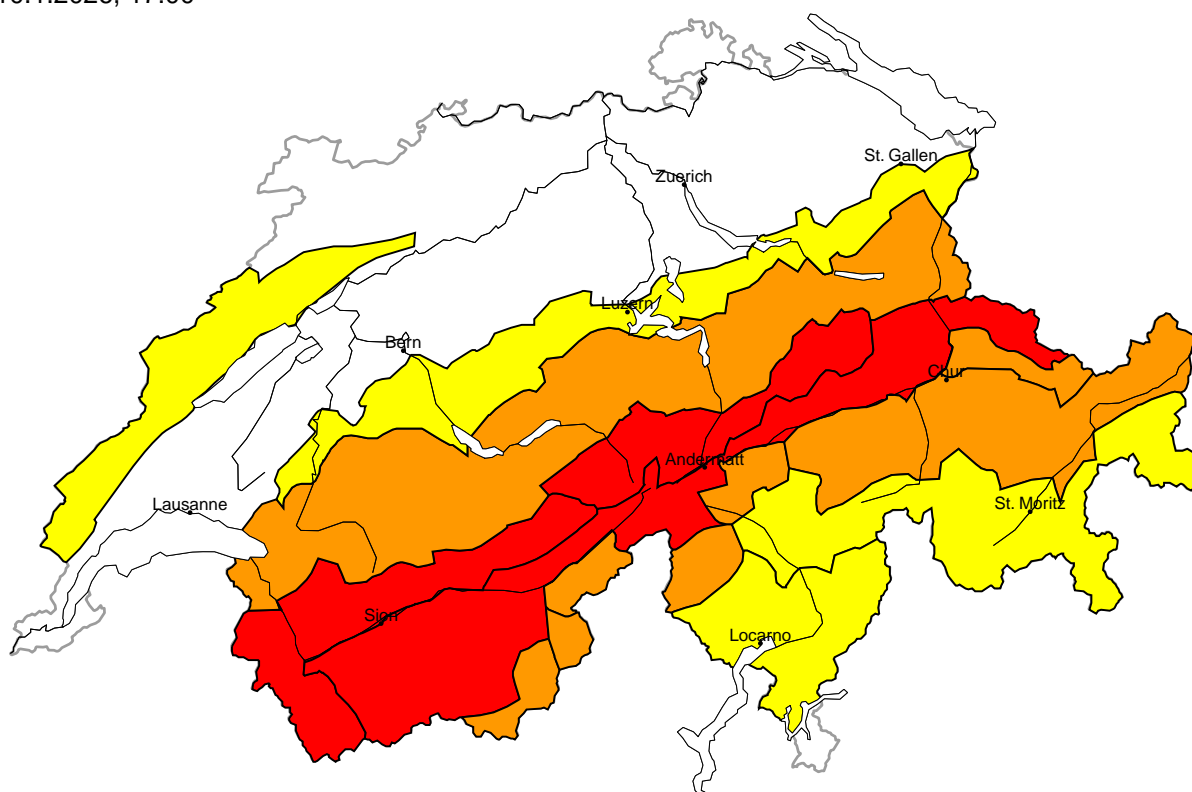 St. Gallen
Zuerich
Luzern
Bern
Chur
Andermatt
Lausanne
St. Moritz
Sion
Locarno